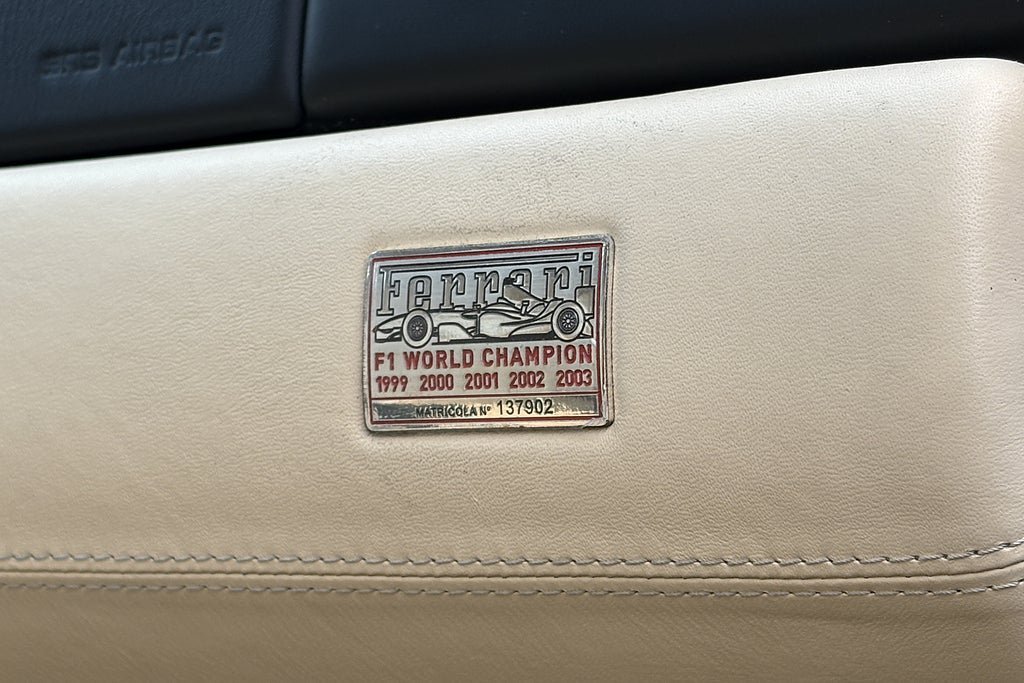 SRS AIRBAG
Ferrari
F1 WORLD CHAMPION
1999 2000 2001 2002 2003
MATRICOLA N° 137902